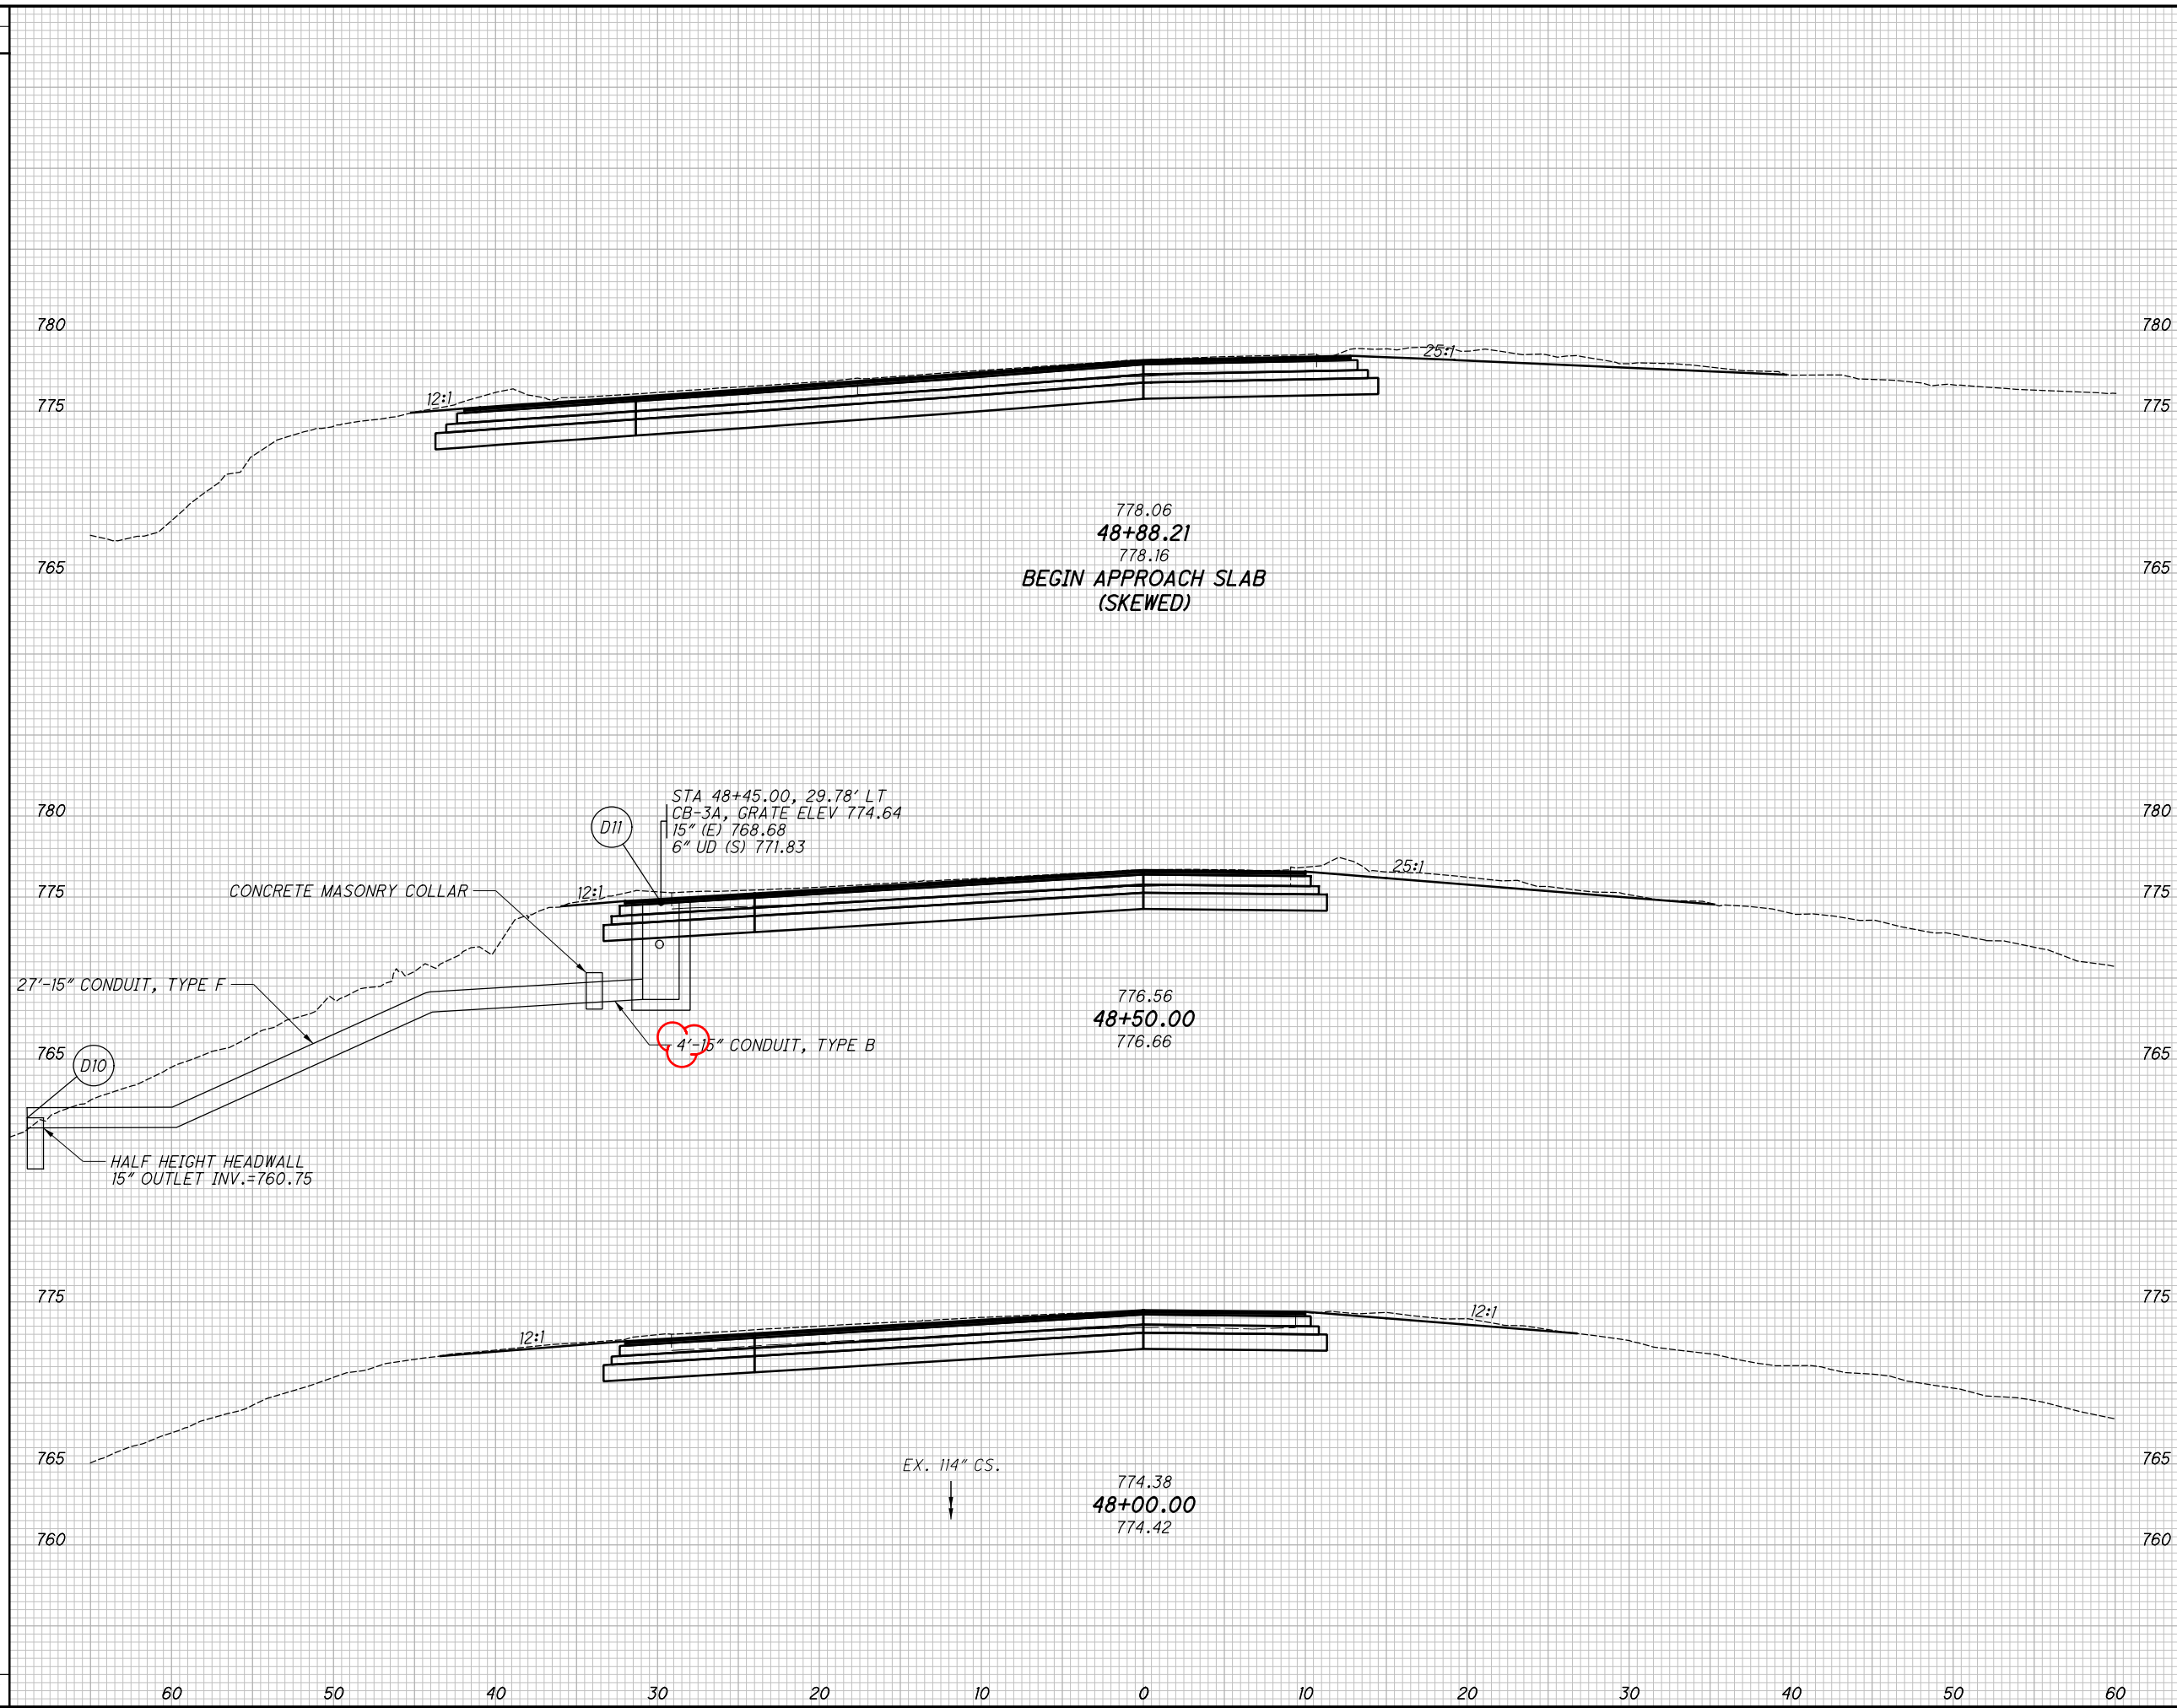 780
780
12:1
25:1
775
775
778.06
48+88.21
778.16
BEGIN APPROACH SLAB
(SKEWED)
765
765
780
780
STA 48+45.00, 29.78' LT
CB-3A, GRATE ELEV 774.64
15" (E) 768.68
6" UD (S) 771.83
D11
CONCRETE MASONRY COLLAR
12:1
25:1
775
775
27'-15" CONDUIT, TYPE F
776.56
48+50.00
776.66
4'-15" CONDUIT, TYPE B
765
765
D10
HALF HEIGHT HEADWALL
15" OUTLET INV.=760.75
775
775
12:1
12:1
765
765
EX. 114" CS.
774.38
48+00.00
774.42
760
760
60 50 40 30 20 10 0 10 20 30 40 50 60